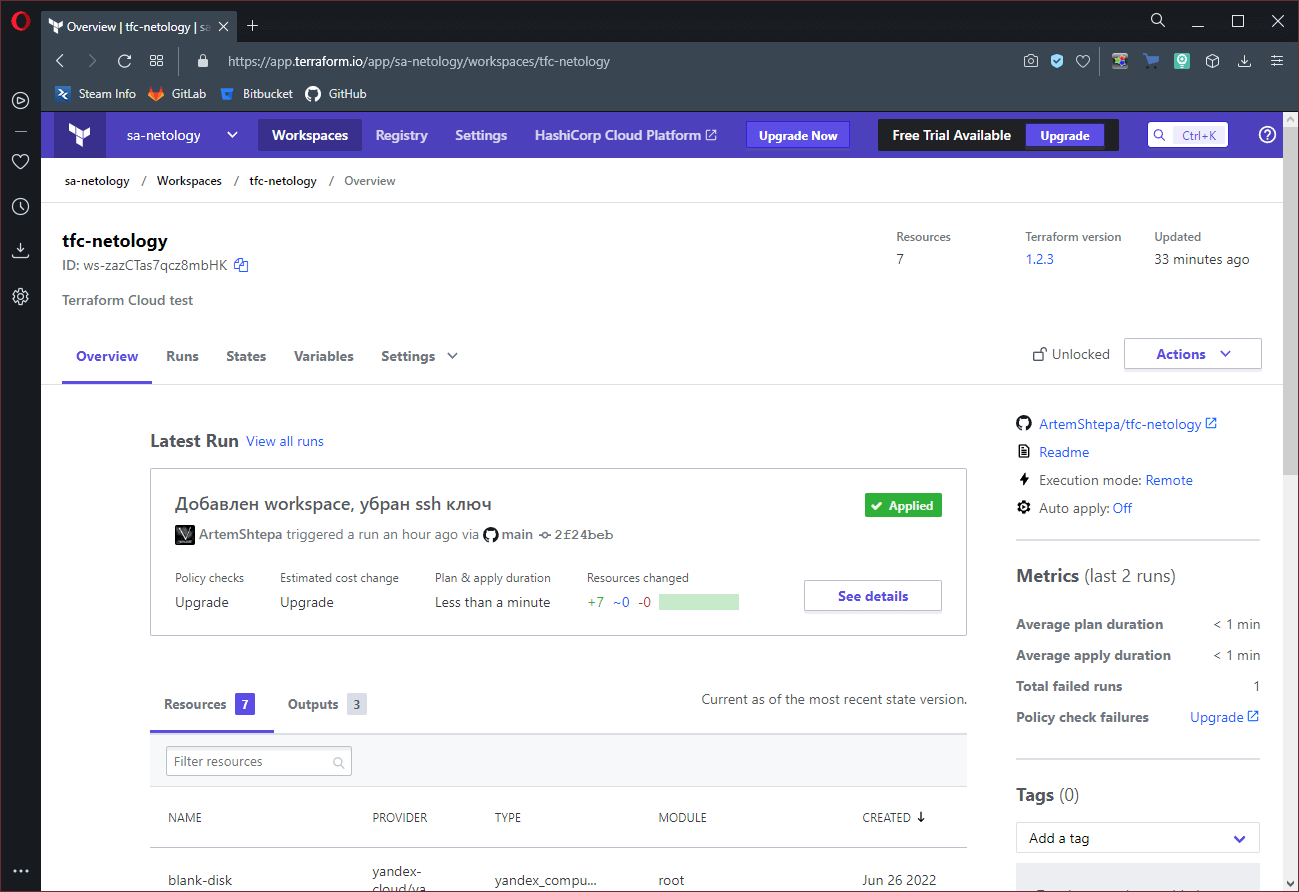 Overview | tfc-netology | sa
https://app.terraform.io/app/sa-netology/workspaces/tfc-netology
Steam Info GitLab Bitbucket GitHub
sa-netology Workspaces Registry Settings HashiCorp Cloud Platform Upgrade Now Free Trial Available Upgrade Ctrl+K
sa-netology / Workspaces / tfc-netology / Overview
tfc-netology
ID: ws-zazCTas7qcz8mbHK
Terraform Cloud test
Resources Terraform version Updated
7 1.2.3 33 minutes ago
Overview Runs States Variables Settings Unlocked Actions
Latest Run View all runs
Добавлен workspace, убран ssh ключ Applied
ArtemShtepa triggered a run an hour ago via main 2f24beb
Policy checks Estimated cost change Plan & apply duration Resources changed
Upgrade Upgrade Less than a minute +7 ~0 -0 See details
Resources 7 Outputs 3 Current as of the most recent state version.
Filter resources
NAME PROVIDER TYPE MODULE CREATED
blank-disk yandex-cloud/ya yandex_compu... root Jun 26 2022
ArtemShtepa/tfc-netology
Readme
Execution mode: Remote
Auto apply: Off
Metrics (last 2 runs)
Average plan duration < 1 min
Average apply duration < 1 min
Total failed runs 1
Policy check failures Upgrade
Tags (0)
Add a tag